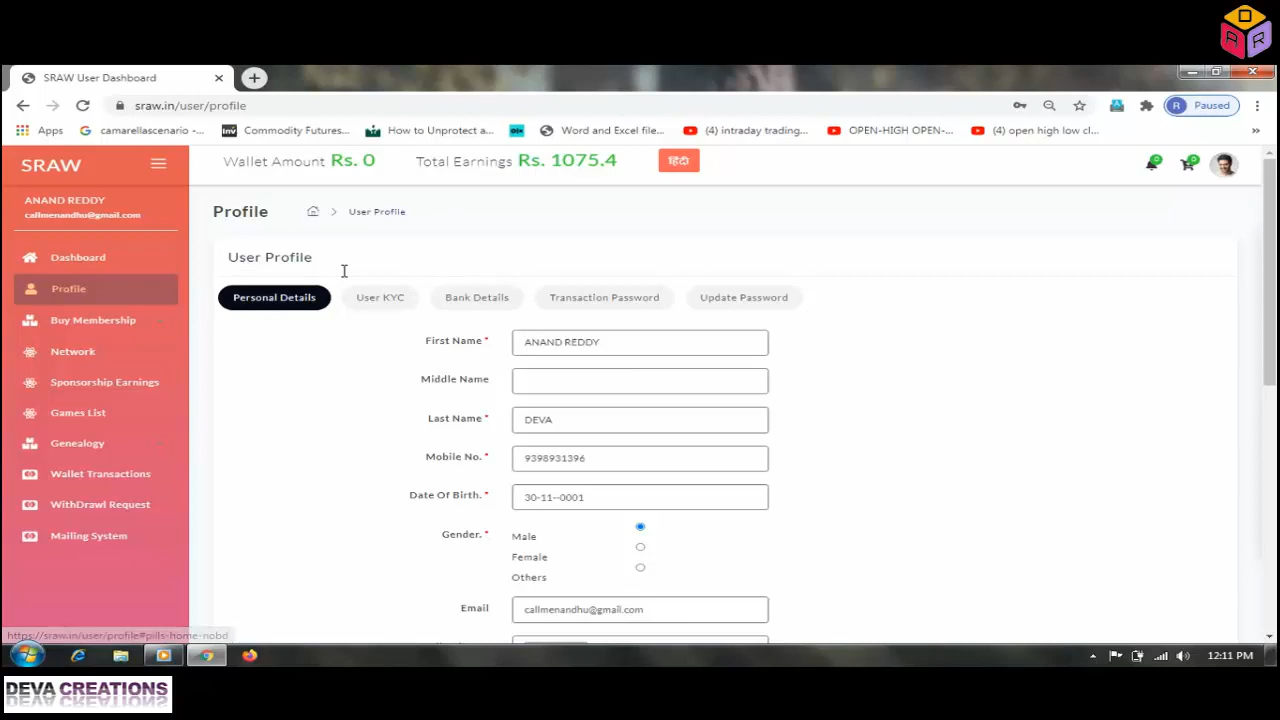 SRAW User Dashboard
sraw.in/user/profile
R Paused
Apps
camarellascenario -...
inv Commodity Futures...
How to Unprotect a...
Word and Excel file...
(4) intraday trading...
OPEN-HIGH OPEN-...
(4) open high low cl...
SRAW
Wallet Amount Rs. 0
Total Earnings Rs. 1075.4
हिंदी
0
0
ANAND REDDY
callmenandhu@gmail.com
Dashboard
Profile
Buy Membership
Network
Sponsorship Earnings
Games List
Genealogy
Wallet Transactions
WithDrawl Request
Mailing System
Profile
User Profile
User Profile
Personal Details
User KYC
Bank Details
Transaction Password
Update Password
First Name *
ANAND REDDY
Middle Name
Last Name *
DEVA
Mobile No. *
9398931396
Date Of Birth. *
30-11--0001
Gender. *
Male
Female
Others
Email
callmenandhu@gmail.com
https://sraw.in/user/profile#pills-home-nobd
12:11 PM
DEVA CREATIONS
D
A
R